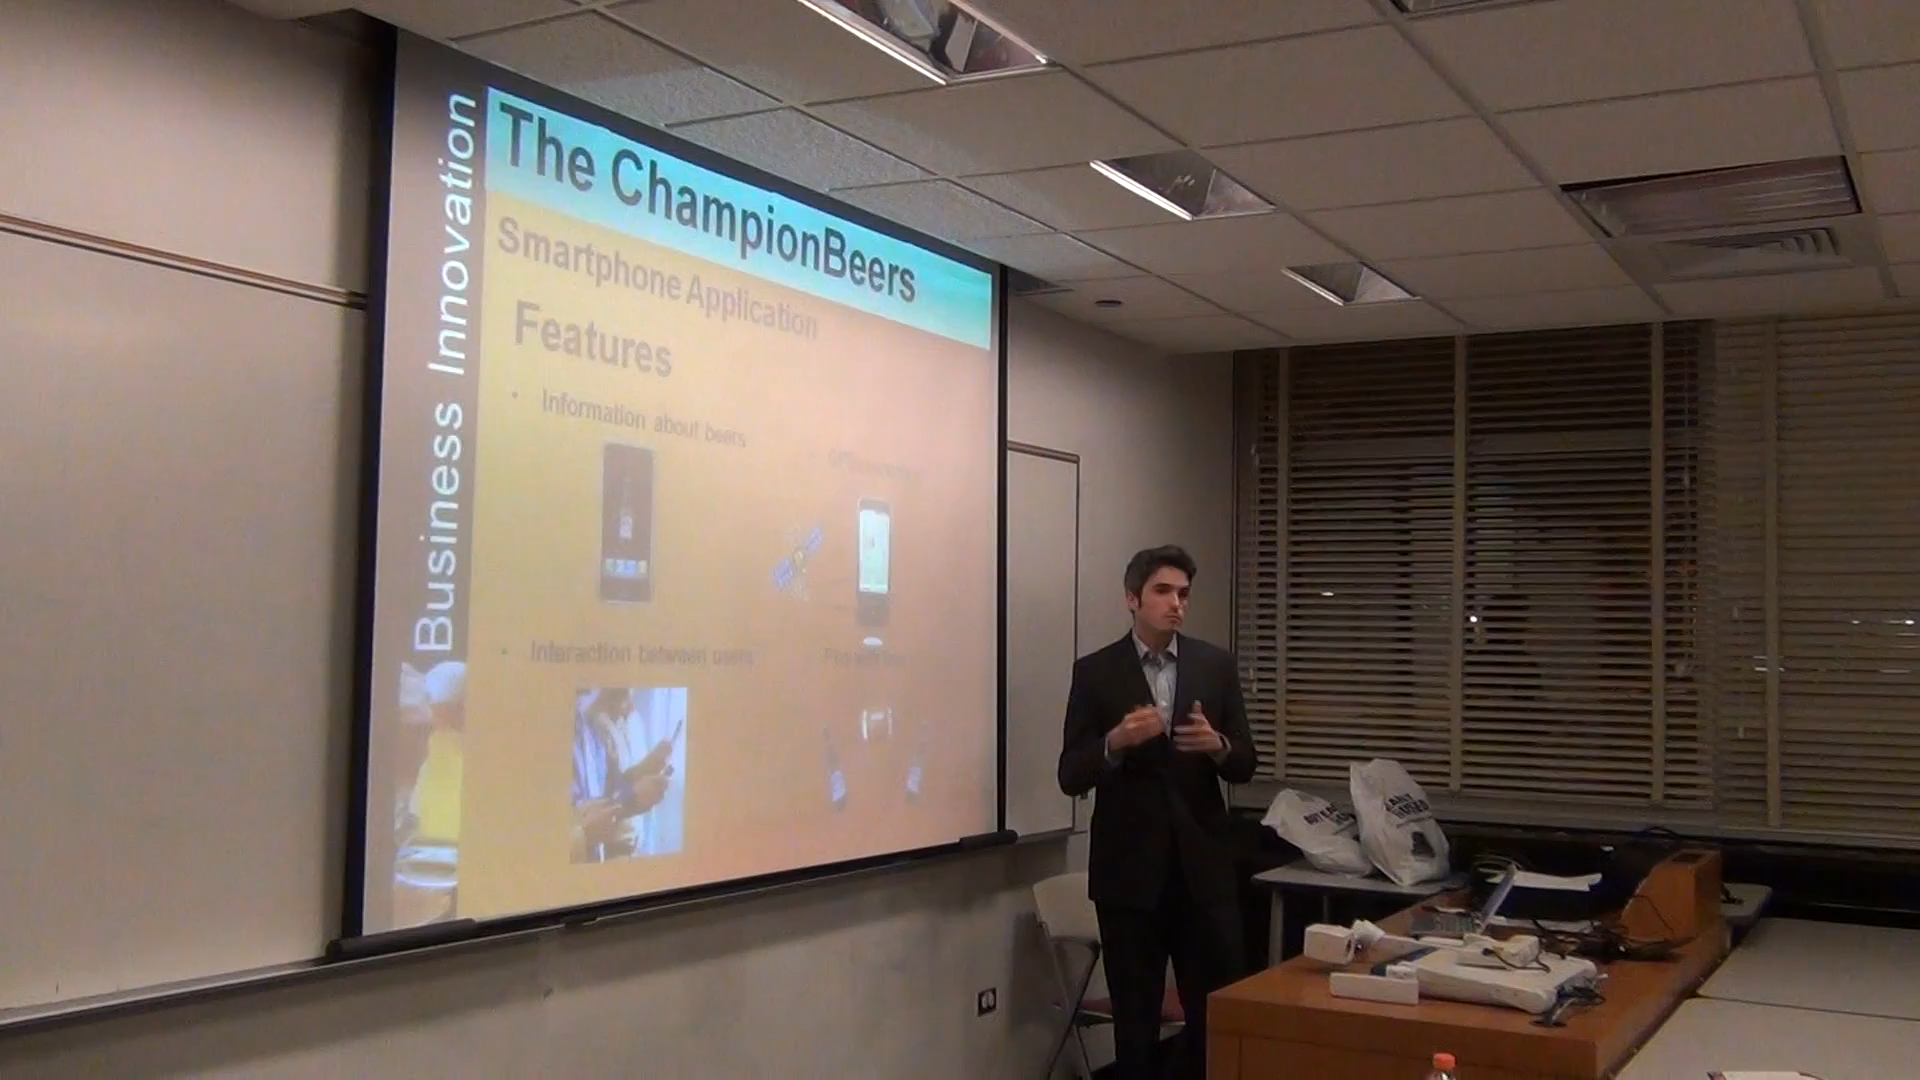 Business Innovation
The ChampionBeers
Smartphone Application
Features
• Information about beers
• Interaction between users